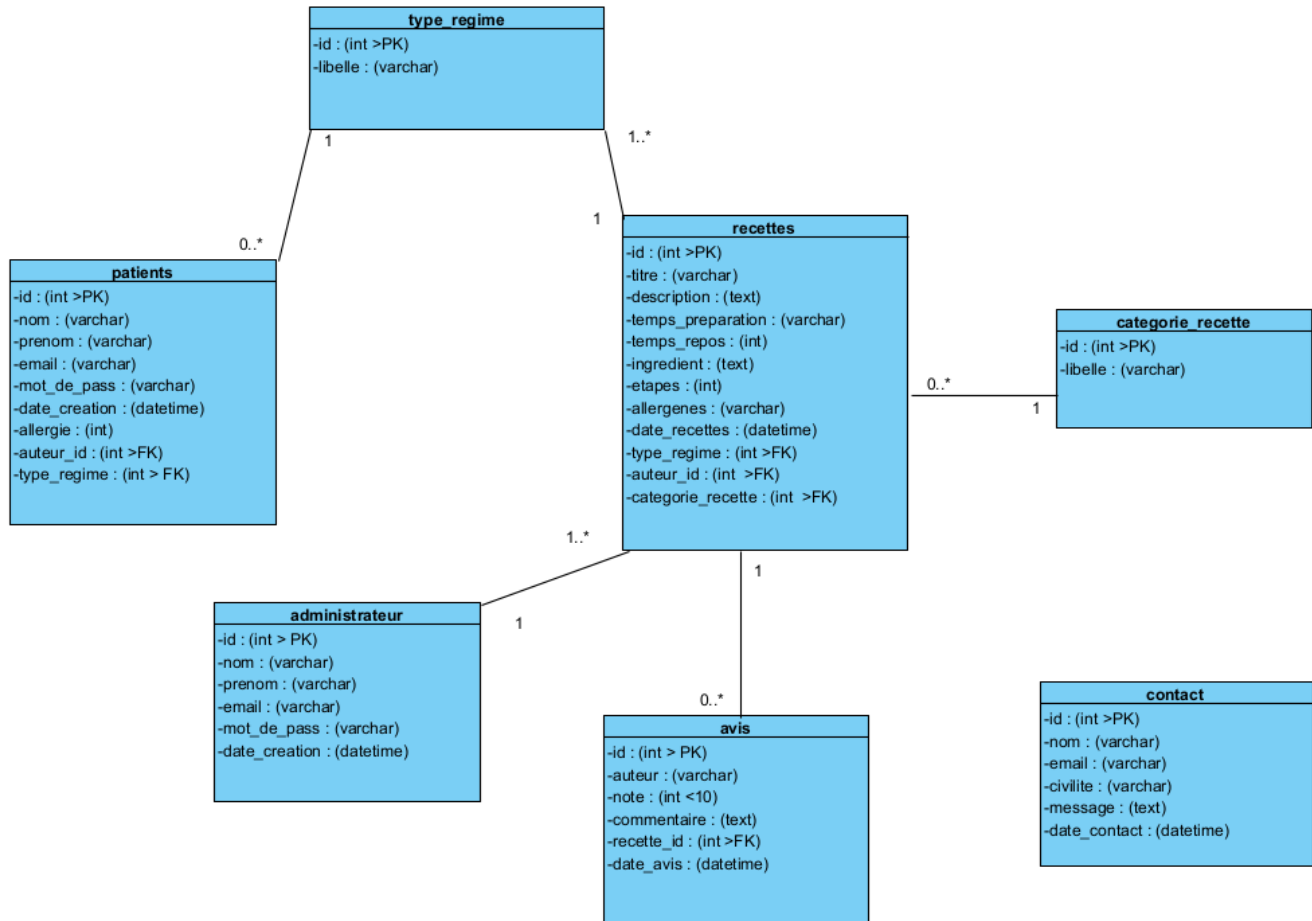 type_regime
-id : (int >PK)
-libelle : (varchar)
1
1..*
0..*
1
patients
-id : (int >PK)
-nom : (varchar)
-prenom : (varchar)
-email : (varchar)
-mot_de_pass : (varchar)
-date_creation : (datetime)
-allergie : (int)
-auteur_id : (int >FK)
-type_regime : (int > FK)
recettes
-id : (int >PK)
-titre : (varchar)
-description : (text)
-temps_preparation : (varchar)
-temps_repos : (int)
-ingredient : (text)
-etapes : (int)
-allergenes : (varchar)
-date_recettes : (datetime)
-type_regime : (int >FK)
-auteur_id : (int >FK)
-categorie_recette : (int >FK)
categorie_recette
-id : (int >PK)
-libelle : (varchar)
0..*
1
1..*
1
1
0..*
administrateur
-id : (int > PK)
-nom : (varchar)
-prenom : (varchar)
-email : (varchar)
-mot_de_pass : (varchar)
-date_creation : (datetime)
avis
-id : (int > PK)
-auteur : (varchar)
-note : (int <10)
-commentaire : (text)
-recette_id : (int >FK)
-date_avis : (datetime)
contact
-id : (int >PK)
-nom : (varchar)
-email : (varchar)
-civilite : (varchar)
-message : (text)
-date_contact : (datetime)